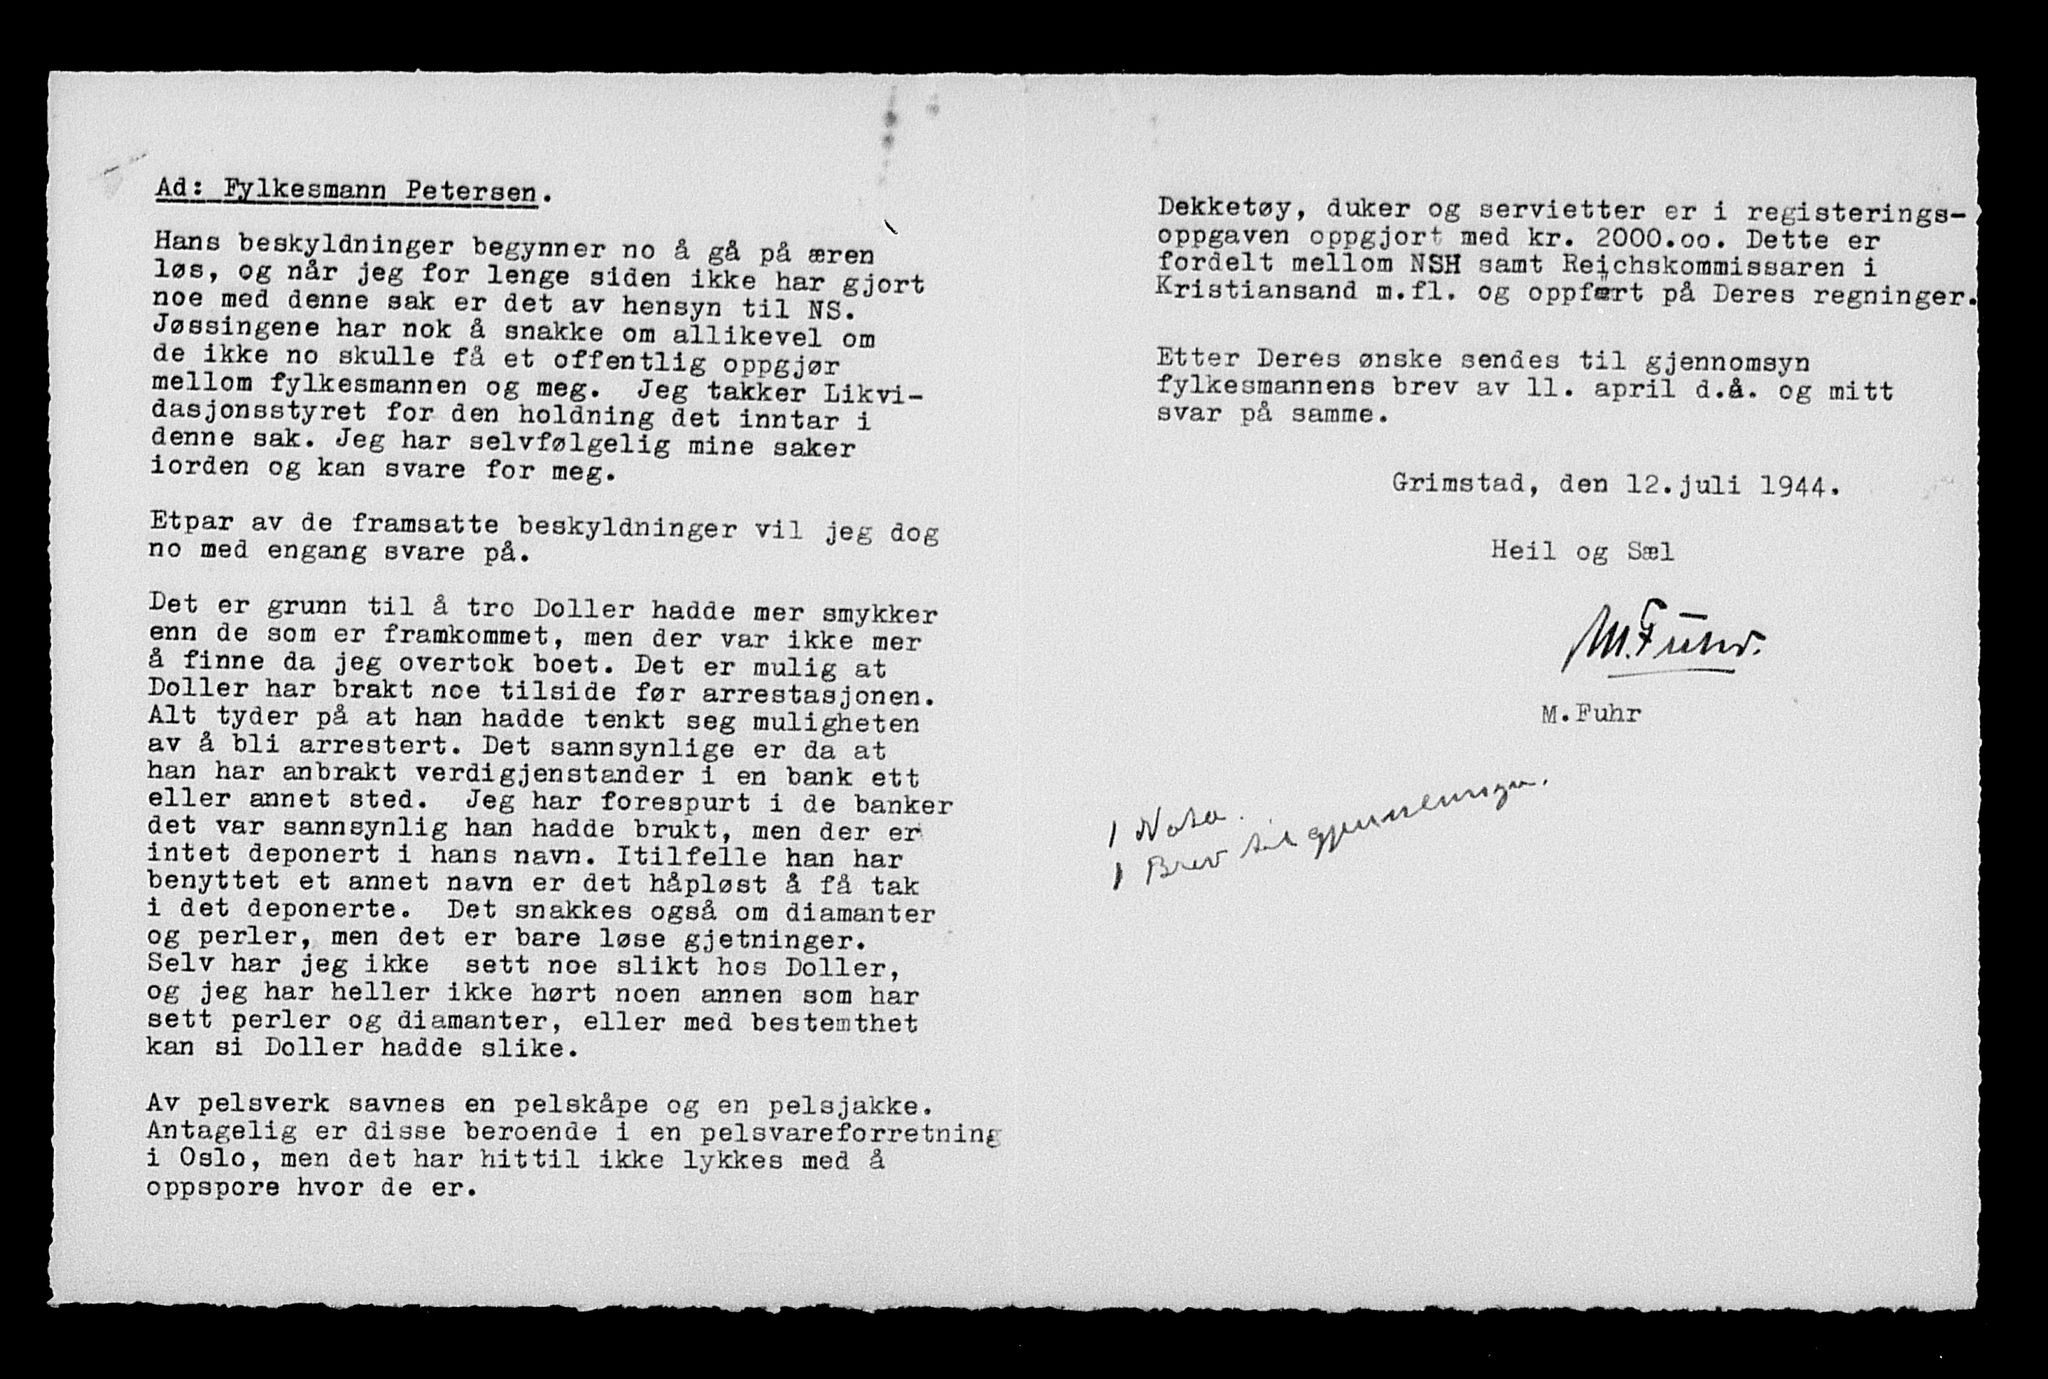 Ad: Fylkesmann Petersen.
Hans beskyldninger begynner no å gå på æren
løs, og når jeg for lenge siden ikke har gjort
noe med denne sak er det av hensyn til NS.
Jøssingene har nok å snakke om allikevel om
de ikke no skulle få et offentlig oppgjør
mellom fylkesmannen og meg. Jeg takker Likvi-
dasjonsstyret for den holdning det inntar i
denne sak. Jeg har selvfølgelig mine saker
iorden og kan svare for meg.
Etpar av de framsatte beskyldninger vil jeg dog
no med engang svare på.
Det er grunn til å tro Doller hadde mer smykker
enn de som er framkommet, men der var ikke mer
å finne da jeg overtok boet. Det er mulig at
Doller har brakt noe tilside før arrestasjonen.
Alt tyder på at han hadde tenkt seg muligheten
av å bli arrestert. Det sannsynlige er da at
han har anbrakt verdigjenstander i en bank ett
eller annet sted. Jeg har forespurt i de banker
det var sannsynlig han hadde brukt, men der er
intet deponert i hans navn. Itilfelle han har
benyttet et annet navn er det håpløst å få tak
i det deponerte. Det snakkes også om diamanter
og perler, men det er bare løse gjetninger.
Selv har jeg ikke sett noe slikt hos Doller,
og jeg har heller ikke hørt noen annen som har
sett perler og diamanter, eller med bestemthet
kan si Doller hadde slike.
Av pelsverk savnes en pelskåpe og en pelsjakke.
Antagelig er disse beroende i en pelsvareforretning
i Oslo, men det har hittil ikke lykkes med å
oppspore hvor de er.
Dekketøy, duker og servietter er i registerings-
oppgaven oppgjort med kr. 2000.oo. Dette er
fordelt mellom NSH samt Reichskommissaren i
Kristiansand m.fl. og oppført på Deres regninger.
Etter Deres ønske sendes til gjennomsyn
fylkesmannens brev av 11. april d.å. og mitt
svar på samme.
Grimstad, den 12.juli 1944.
Heil og Sæl
M. Fuhr.
M.Fuhr
1 Nota.
1 Brev til gjennemsyn.